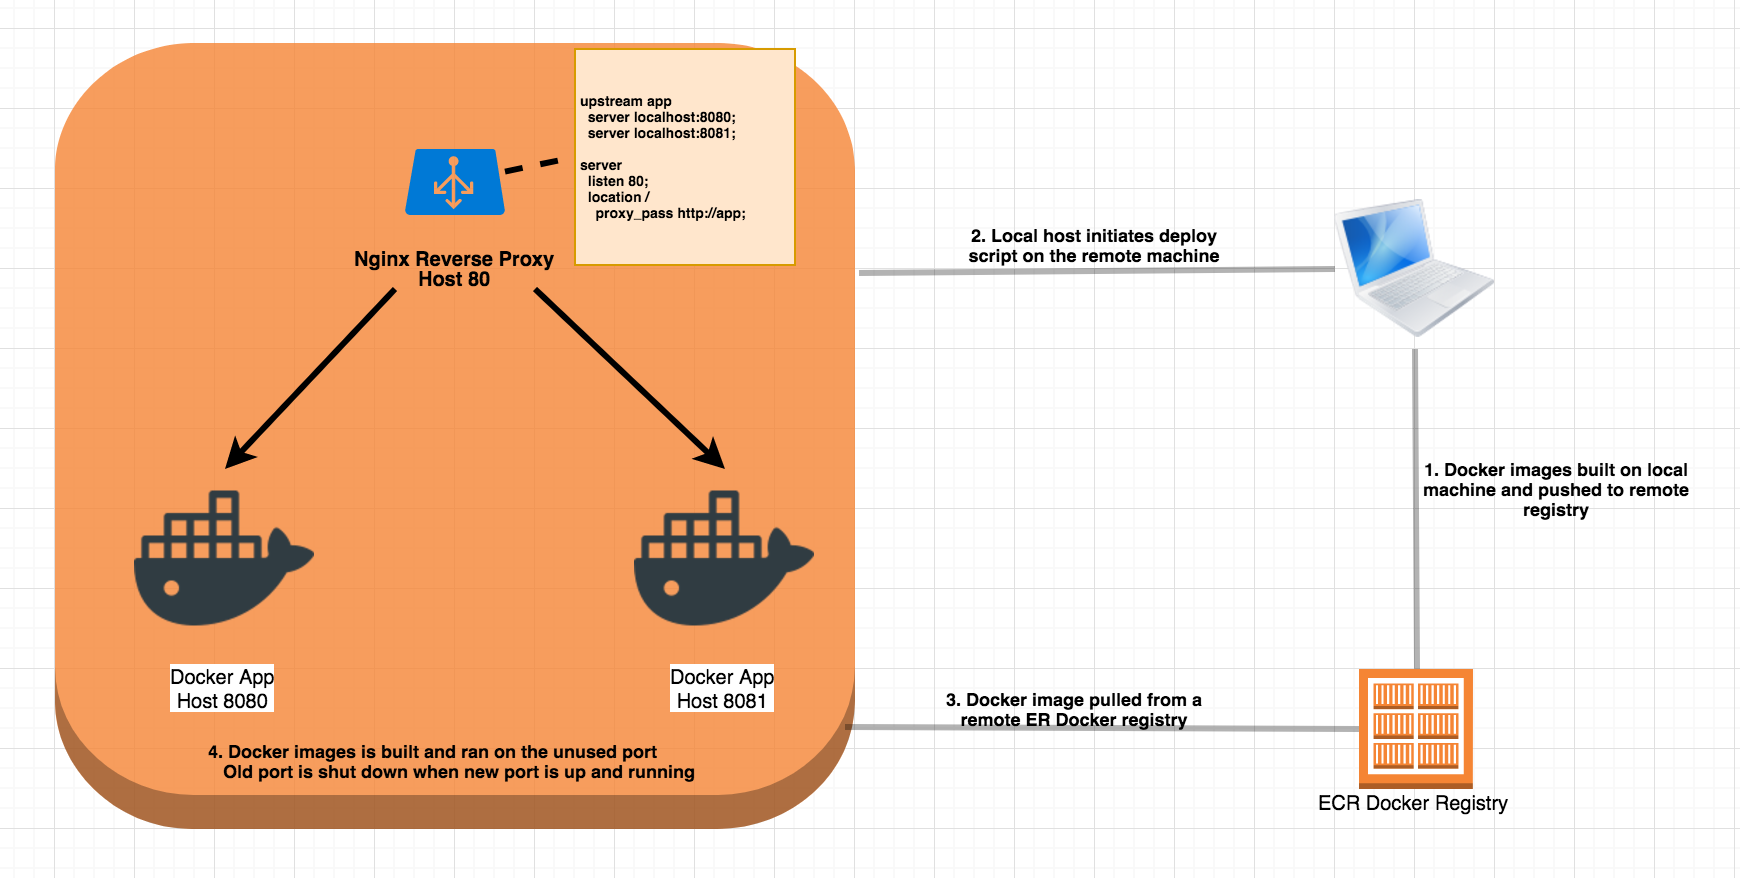 upstream app
server localhost:8080;
server localhost:8081;
server
listen 80;
location /
proxy_pass http://app;
Nginx Reverse Proxy
Host 80
2. Local host initiates deploy
script on the remote machine
1. Docker images built on local
machine and pushed to remote
registry
Docker App
Host 8080
Docker App
Host 8081
3. Docker image pulled from a
remote ER Docker registry
4. Docker images is built and ran on the unused port
Old port is shut down when new port is up and running
ECR Docker Registry